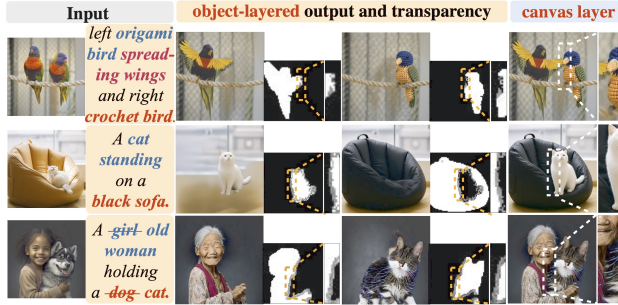 Input
object-layered output and transparency
canvas layer
left origami
bird spread-
ing wings
and right
crochet bird.
A cat
standing
on a
black sofa.
A girl old
woman
holding
a dog cat.